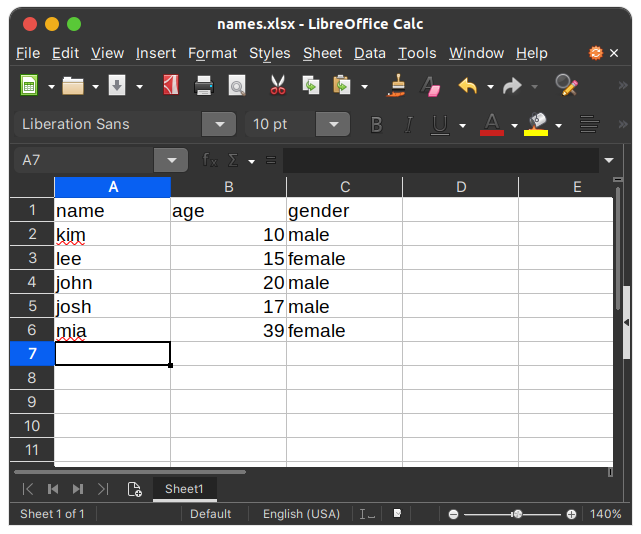 names.xlsx - LibreOffice Calc
File Edit View Insert Format Styles Sheet Data Tools Window Help
Liberation Sans 10 pt B I U A
A7 fx Σ =
A B C D E
1 name age gender
2 kim 10 male
3 lee 15 female
4 john 20 male
5 josh 17 male
6 mia 39 female
7
8
9
10
11
Sheet1
Sheet 1 of 1 Default English (USA) 140%